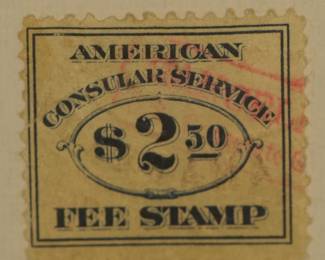 AMERICAN
CONSULAR SERVICE
$2.50
FEE STAMP